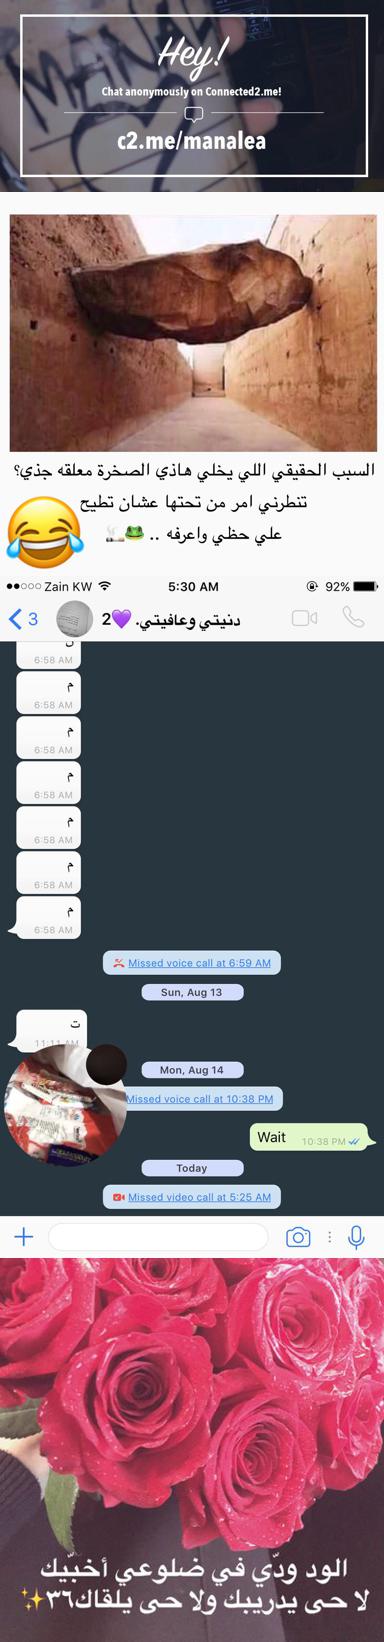 Hey!
Chat anonymously on Connected2.me!
c2.me/manalea
السبب الحقيقي اللي يخلي هاذي الصخرة معلقه جذي؟
تنطرني امر من تحتها عشان تطيح
علي حظي واعرفه .. 🐸🚬
😂
Zain KW 5:30 AM 92%
3 دنيتي وعافيتي. 💜2
6:58 AM
م
6:58 AM
م
6:58 AM
م
6:58 AM
م
6:58 AM
م
6:58 AM
م
6:58 AM
Missed voice call at 6:59 AM
Sun, Aug 13
ت
11:11 AM
Mon, Aug 14
Missed voice call at 10:38 PM
Wait 10:38 PM
Today
Missed video call at 5:25 AM
الود ودّي في ضلوعي أخبّيك
لا حى يدريبك ولا حى يلقاك٣٦✨